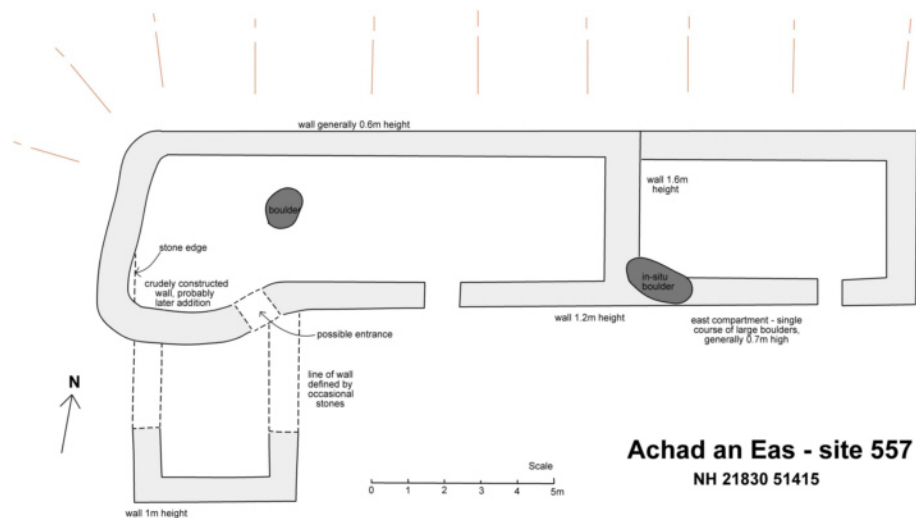 wall generally 0.6m height
wall 1.6m
height
boulder
stone edge
crudely constructed
wall, probably
later addition
in-situ
boulder
possible entrance
wall 1.2m height
east compartment - single
course of large boulders,
generally 0.7m high
line of wall
defined by
occasional
stones
N
Achad an Eas - site 557
NH 21830 51415
Scale
0 1 2 3 4 5m
wall 1m height